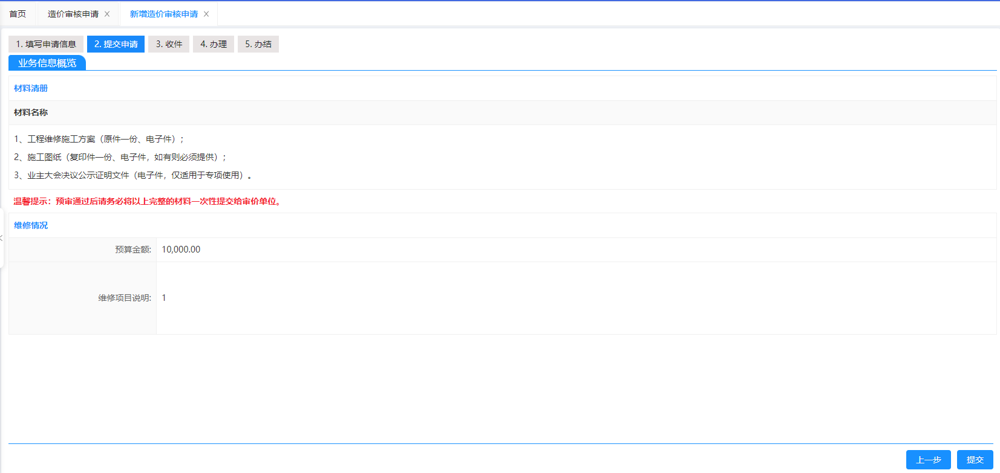 首页 造价审核申请 新增造价审核申请
1. 填写申请信息 2. 提交申请 3. 收件 4. 办理 5. 办结
业务信息概览
材料清册
材料名称
1、工程维修施工方案（原件一份、电子件）；
2、施工图纸（复印件一份、电子件，如有则必须提供）；
3、业主大会决议公示证明文件（电子件，仅适用于专项使用）。
温馨提示：预审通过后请务必将以上完整的材料一次性提交给审价单位。
维修情况
预算金额: 10,000.00
维修项目说明: 1
上一步 提交